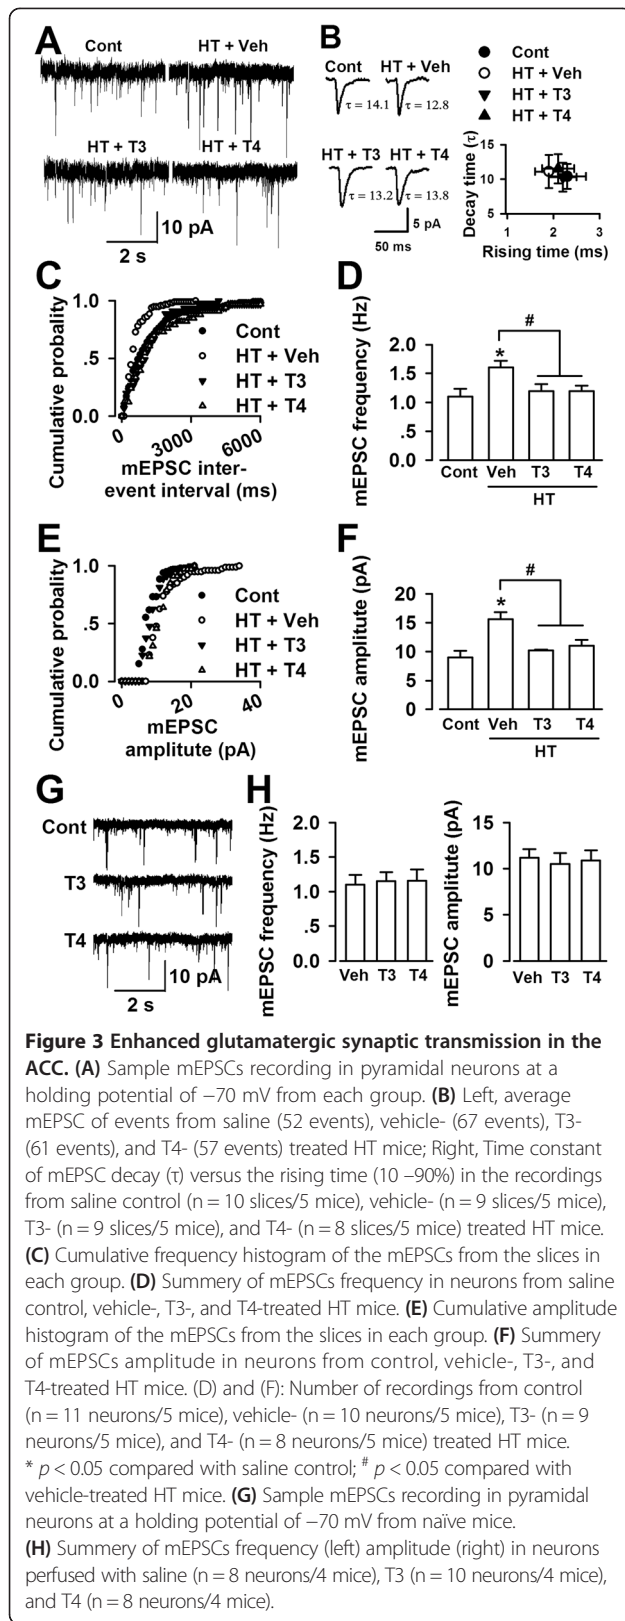 A
Cont
HT + Veh
HT + T3
HT + T4
10 pA
2 s
B
Cont
HT + Veh
τ = 14.1
τ = 12.8
HT + T3
HT + T4
τ = 13.2
τ = 13.8
5 pA
50 ms
Cont
HT + Veh
HT + T3
HT + T4
Decay time (τ)
15
10
5
1
2
3
Rising time (ms)
C
Cumulative probality
1.0
.5
0.0
0
3000
6000
Cont
HT + Veh
HT + T3
HT + T4
mEPSC inter-
event interval (ms)
D
mEPSC frequency (Hz)
2.0
1.5
1.0
.5
0.0
*
#
Cont
Veh
T3
T4
HT
E
Cumulative probality
1.0
.5
0.0
0
20
40
Cont
HT + Veh
HT + T3
HT + T4
mEPSC
amplitude (pA)
F
mEPSC amplitude (pA)
20
15
10
5
0
*
#
Cont
Veh
T3
T4
HT
G
Cont
T3
T4
10 pA
2 s
H
mEPSC frequency (Hz)
2.0
1.5
1.0
.5
0.0
Veh
T3
T4
mEPSC amplitude (pA)
15
10
5
0
Veh
T3
T4
Figure 3 Enhanced glutamatergic synaptic transmission in the
ACC. (A) Sample mEPSCs recording in pyramidal neurons at a
holding potential of −70 mV from each group. (B) Left, average
mEPSC of events from saline (52 events), vehicle- (67 events), T3-
(61 events), and T4- (57 events) treated HT mice; Right, Time constant
of mEPSC decay (τ) versus the rising time (10 –90%) in the recordings
from saline control (n = 10 slices/5 mice), vehicle- (n = 9 slices/5 mice),
T3- (n = 9 slices/5 mice), and T4- (n = 8 slices/5 mice) treated HT mice.
(C) Cumulative frequency histogram of the mEPSCs from the slices in
each group. (D) Summery of mEPSCs frequency in neurons from saline
control, vehicle-, T3-, and T4-treated HT mice. (E) Cumulative amplitude
histogram of the mEPSCs from the slices in each group. (F) Summery
of mEPSCs amplitude in neurons from control, vehicle-, T3-, and
T4-treated HT mice. (D) and (F): Number of recordings from control
(n = 11 neurons/5 mice), vehicle- (n = 10 neurons/5 mice), T3- (n = 9
neurons/5 mice), and T4- (n = 8 neurons/5 mice) treated HT mice.
* p < 0.05 compared with saline control; # p < 0.05 compared with
vehicle-treated HT mice. (G) Sample mEPSCs recording in pyramidal
neurons at a holding potential of −70 mV from naïve mice.
(H) Summery of mEPSCs frequency (left) amplitude (right) in neurons
perfused with saline (n = 8 neurons/4 mice), T3 (n = 10 neurons/4 mice),
and T4 (n = 8 neurons/4 mice).